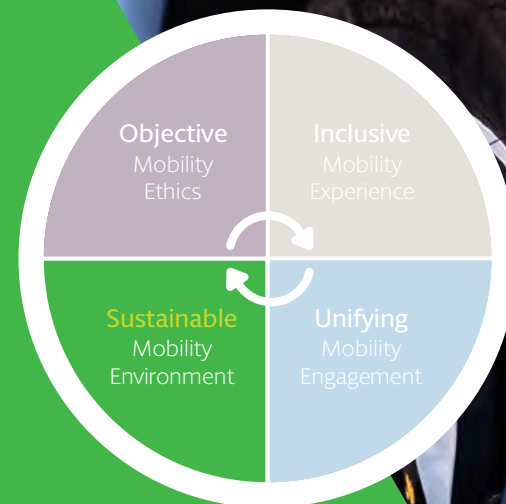 Objective
Mobility
Ethics
Inclusive
Mobility
Experience
Sustainable
Mobility
Environment
Unifying
Mobility
Engagement